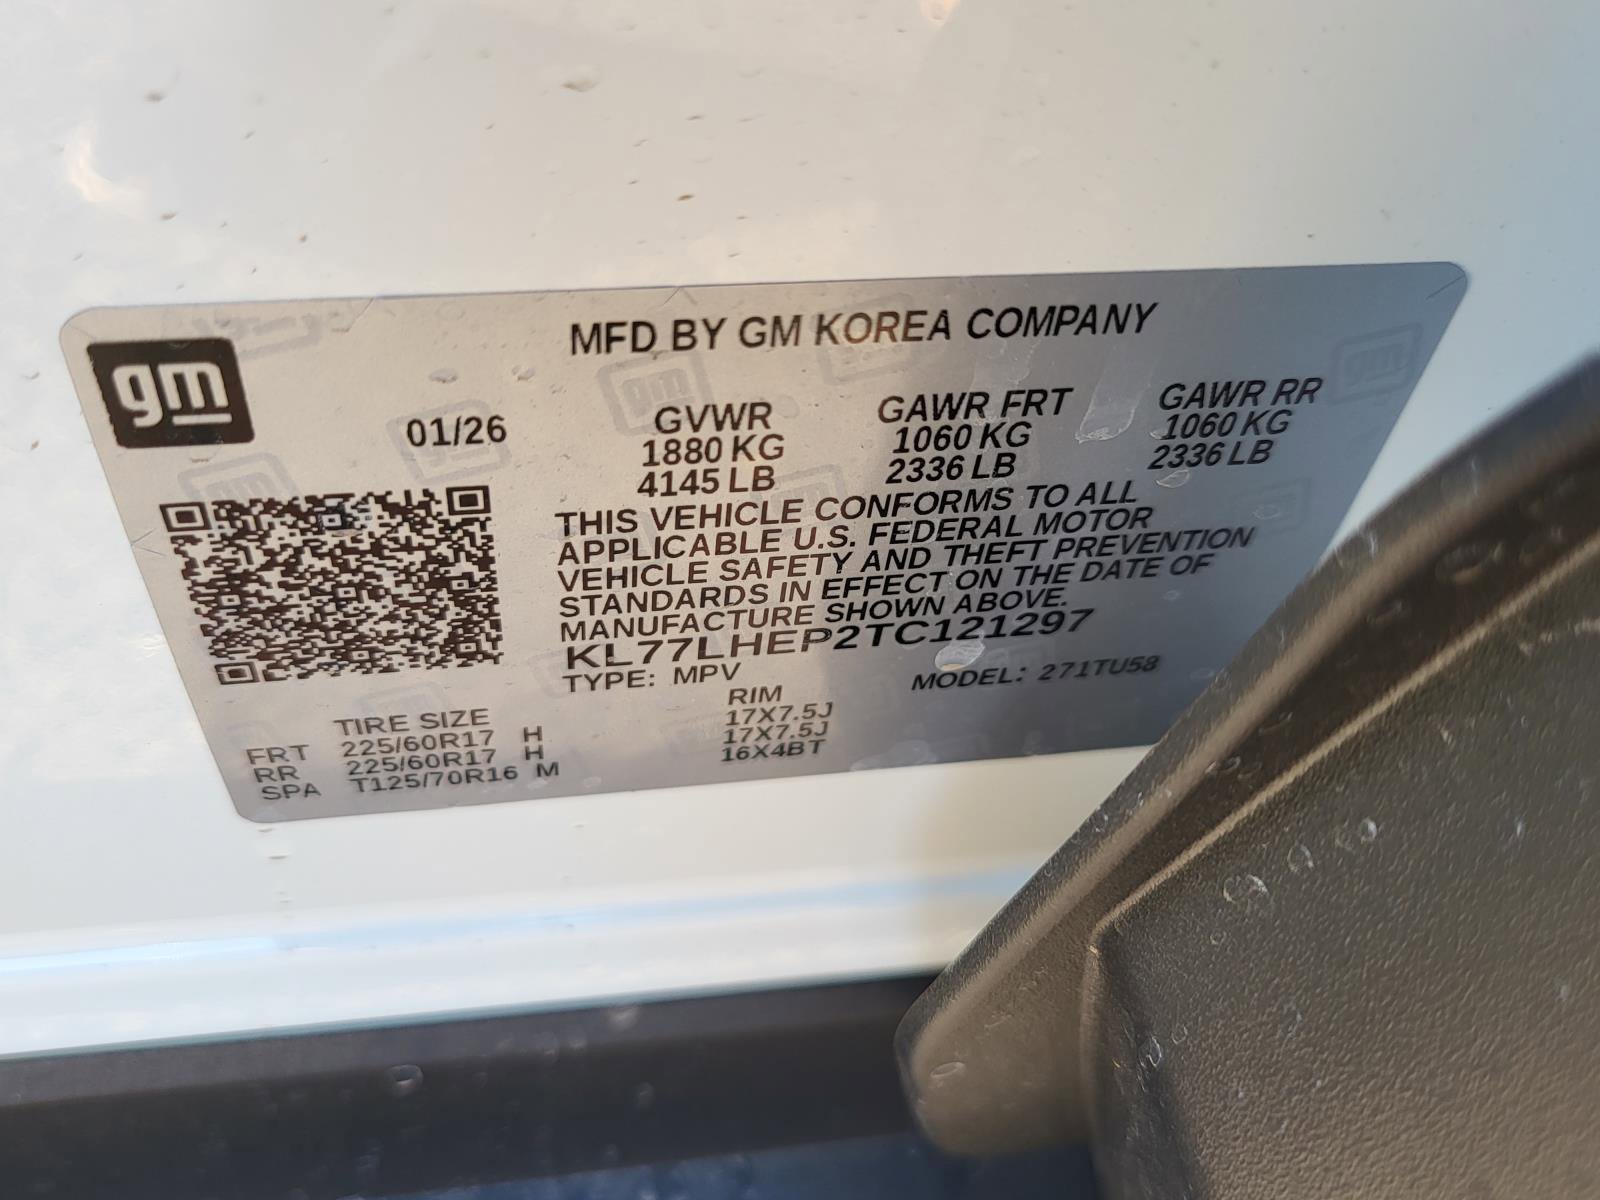 gm
MFD BY GM KOREA COMPANY
01/26
GVWR GAWR FRT GAWR RR
1880 KG 1060 KG 1060 KG
4145 LB 2336 LB 2336 LB
THIS VEHICLE CONFORMS TO ALL
APPLICABLE U.S. FEDERAL MOTOR
VEHICLE SAFETY AND THEFT PREVENTION
STANDARDS IN EFFECT ON THE DATE OF
MANUFACTURE SHOWN ABOVE.
KL77LHEP2TC121297
TYPE: MPV MODEL: 271TU58
TIRE SIZE RIM
FRT 225/60R17 H 17X7.5J
RR 225/60R17 H 17X7.5J
SPA T125/70R16 M 16X4BT